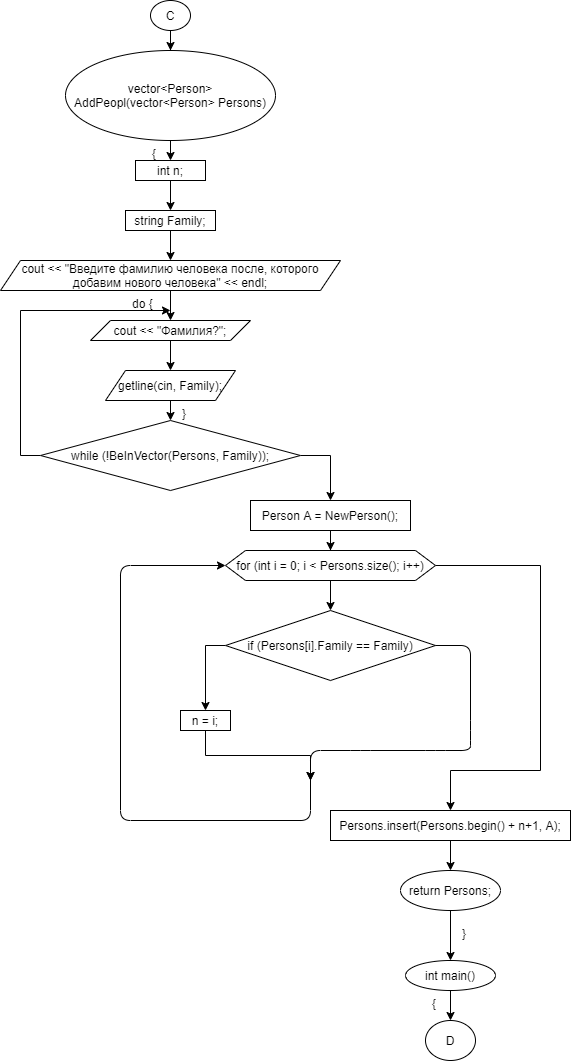 C
vector<Person>
AddPeopl(vector<Person> Persons)
{
int n;
string Family;
cout << "Введите фамилию человека после, которого
добавим нового человека" << endl;
do {
cout << "Фамилия?";
getline(cin, Family);
}
while (!BeInVector(Persons, Family));
Person A = NewPerson();
for (int i = 0; i < Persons.size(); i++)
if (Persons[i].Family == Family)
n = i;
Persons.insert(Persons.begin() + n+1, A);
return Persons;
}
int main()
{
D